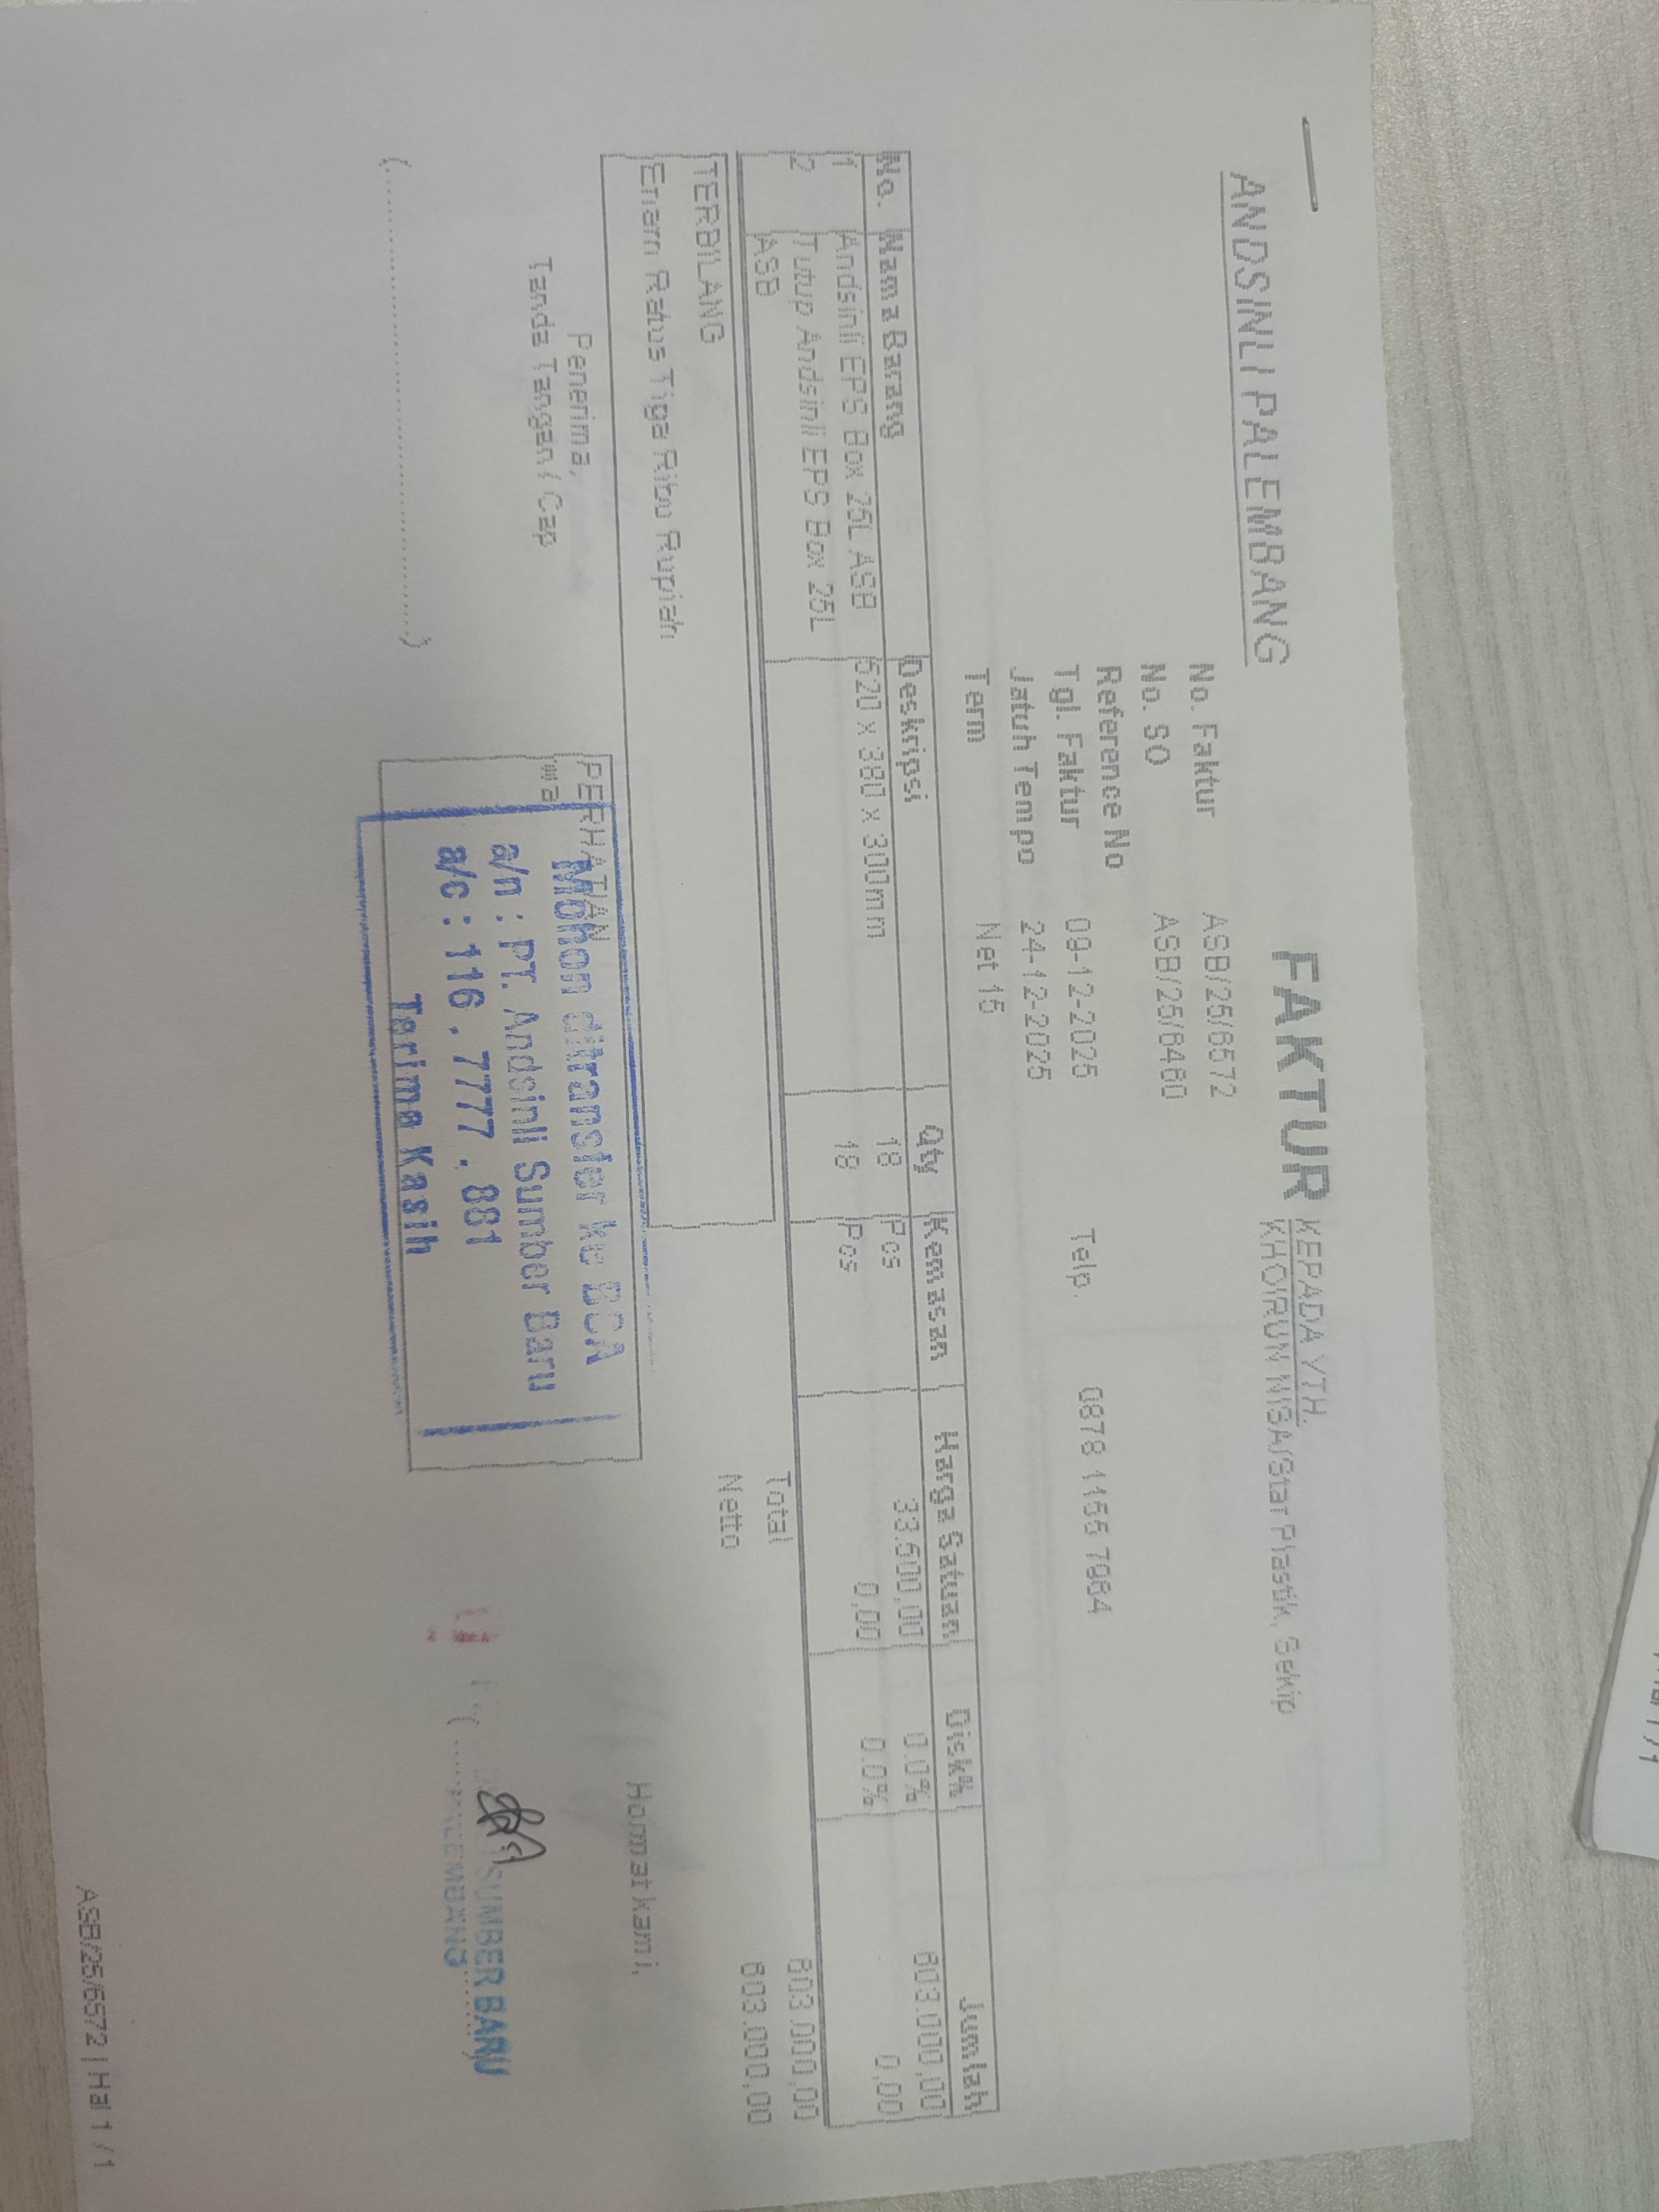 ANDSINLI PALEMBANG
FAKTUR
KEPADA YTH.
KHOIRUN NISA/Star Plastik, Sekip
No. Faktur ASB/25/6572
No. SO ASB/25/6460
Reference No
Tgl. Faktur 09-12-2025 Telp. 0878 1155 7084
Jatuh Tempo 24-12-2025
Term Net 15
No. Nama Barang Deskripsi Qty Kemasan Harga Satuan Disk% Jumlah
1 Andsinli EPS Box 25L ASB 520 x 380 x 300mm 18 Pcs 33.500,00 0.0% 603.000,00
2 Tutup Andsinli EPS Box 25L 18 Pcs 0,00 0.0% 0,00
ASB
TERBILANG
Enam Ratus Tiga Ribu Rupiah
Total 603.000,00
Netto 603.000,00
Penerima,
Tanda Tangan / Cap
(....................)
PERHATIAN
Mohon ditransfer ke BCA
a/n : PT. Andsinli Sumber Baru
a/c : 116 . 7777 . 881
Terima Kasih
Hormat kami,
SUMBER BARU
PALEMBANG
ASB/25/6572 | Hal 1 / 1